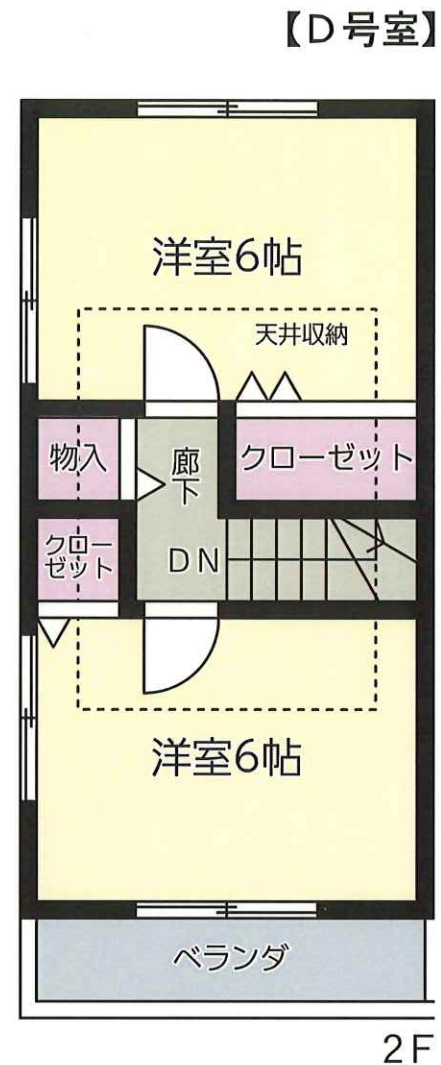 【D号室】
洋室6帖
天井収納
物入
廊下
クローゼット
クローゼット
DN
洋室6帖
ベランダ
2F